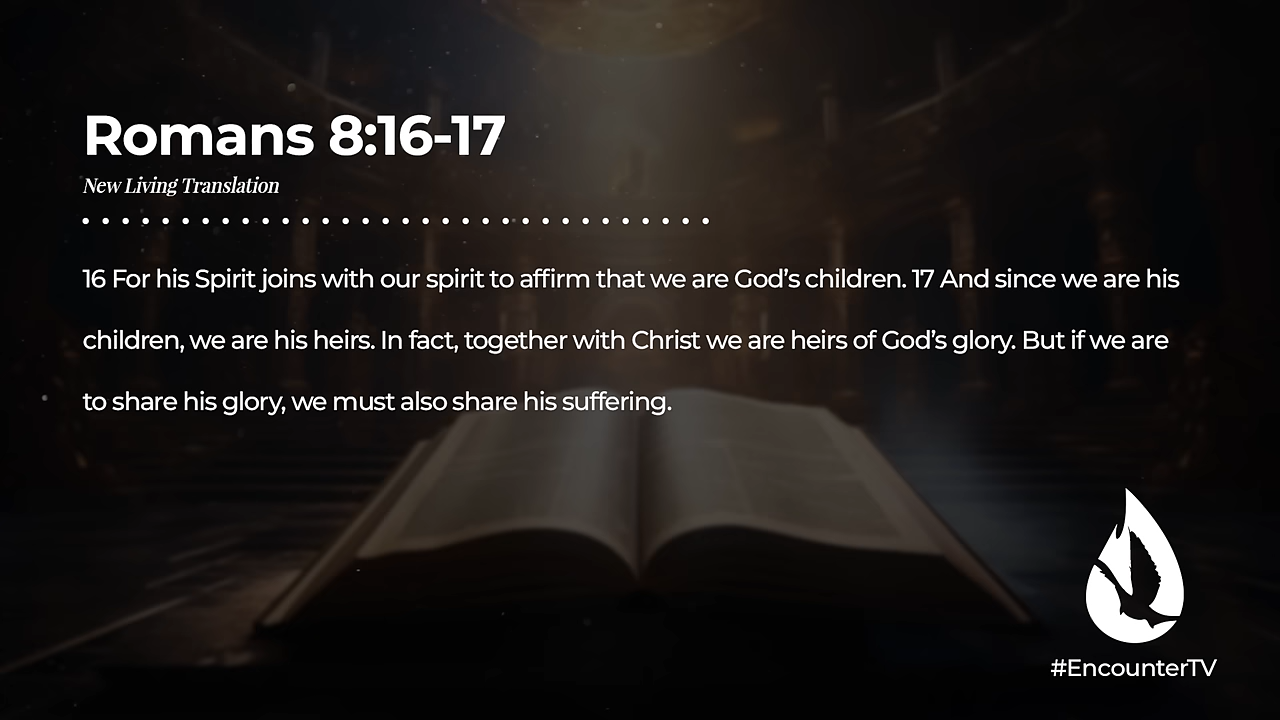 Romans 8:16-17
New Living Translation
16 For his Spirit joins with our spirit to affirm that we are God’s children. 17 And since we are his
children, we are his heirs. In fact, together with Christ we are heirs of God’s glory. But if we are
to share his glory, we must also share his suffering.
#EncounterTV